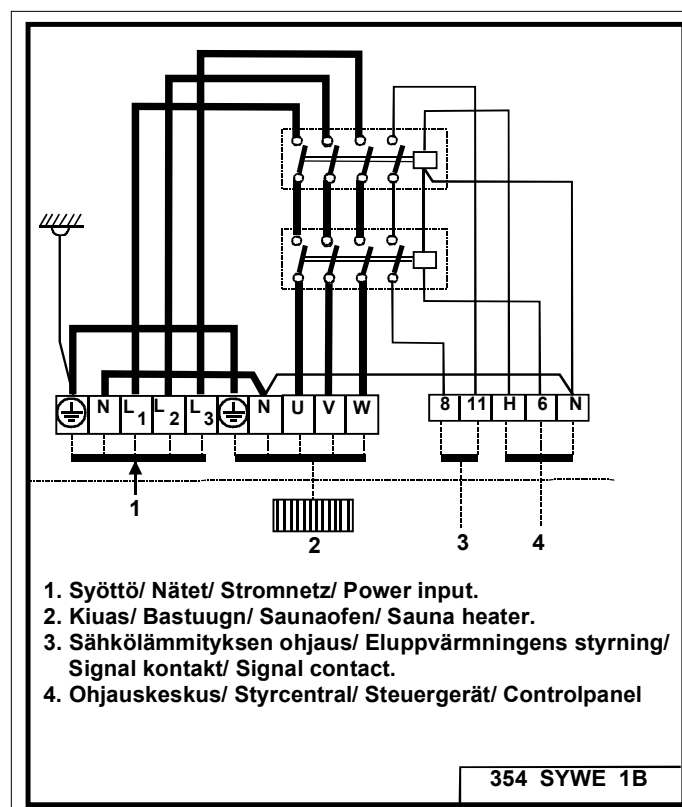 N L1 L2 L3 N U V W
8 11 H 6 N
1
2
3
4
1. Syöttö/ Nätet/ Stromnetz/ Power input.
2. Kiuas/ Bastuugn/ Saunaofen/ Sauna heater.
3. Sähkölämmityksen ohjaus/ Eluppvärmningens styrning/
Signal kontakt/ Signal contact.
4. Ohjauskeskus/ Styrcentral/ Steuergerät/ Controlpanel
354 SYWE 1B